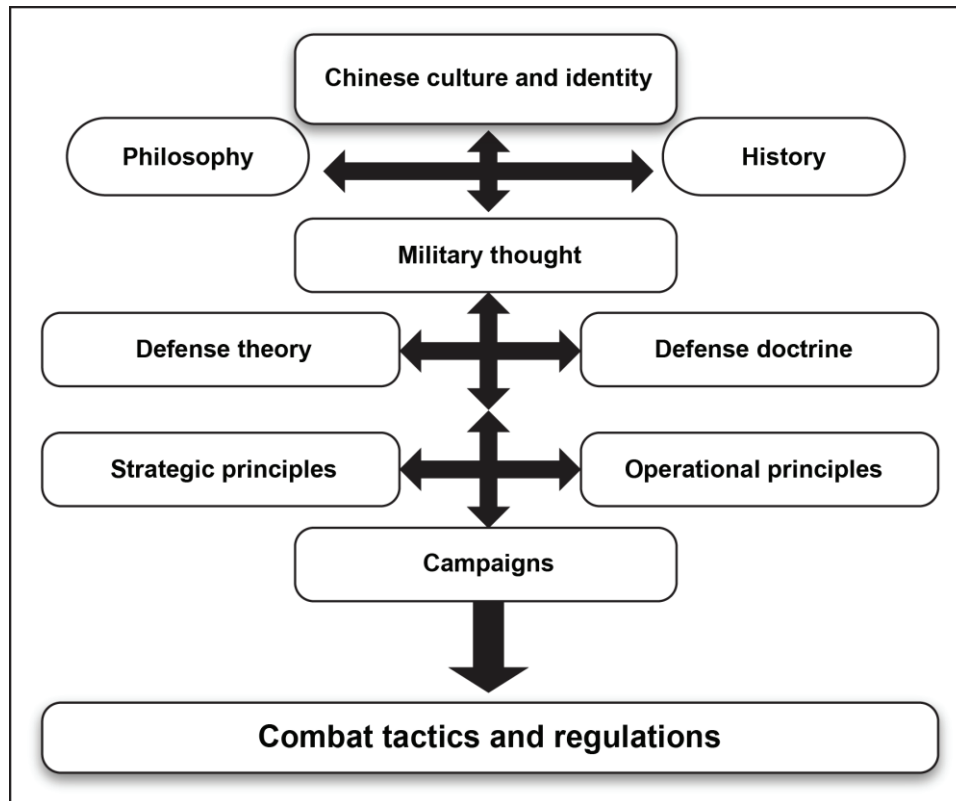 Chinese culture and identity
Philosophy
History
Military thought
Defense theory
Defense doctrine
Strategic principles
Operational principles
Campaigns
Combat tactics and regulations